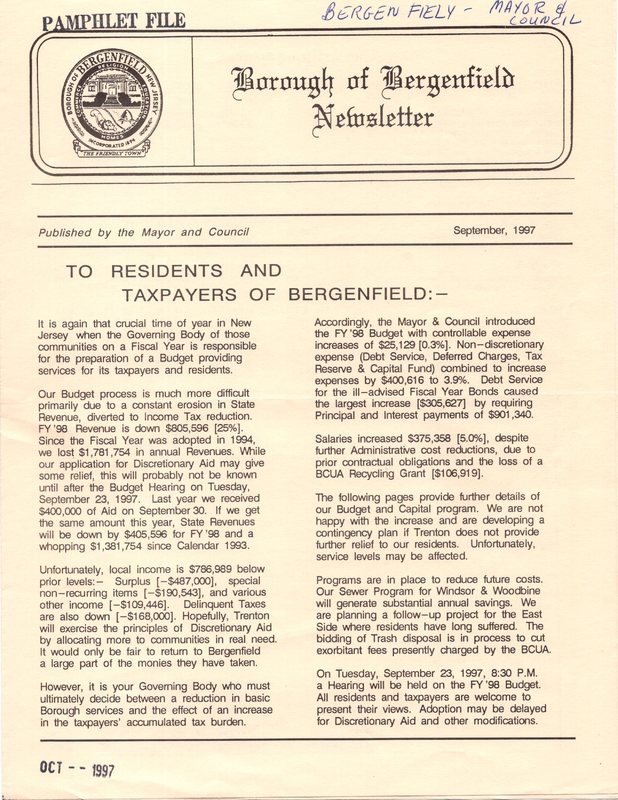 PAMPHLET FILE
BERGENFIELY - MAYOR &
COUNCIL
BOROUGH OF BERGENFIELD NEW JERSEY
RELIGION
HOMES
INCORPORATED 1894
THE FRIENDLY TOWN
Borough of Bergenfield
Newsletter
Published by the Mayor and Council
September, 1997
TO RESIDENTS AND
TAXPAYERS OF BERGENFIELD:—
It is again that crucial time of year in New
Jersey when the Governing Body of those
communities on a Fiscal Year is responsible
for the preparation of a Budget providing
services for its taxpayers and residents.
Our Budget process is much more difficult
primarily due to a constant erosion in State
Revenue, diverted to Income Tax reduction.
FY'98 Revenue is down $805,596 [25%].
Since the Fiscal Year was adopted in 1994,
we lost $1,781,754 in annual Revenues. While
our application for Discretionary Aid may give
some relief, this will probably not be known
until after the Budget Hearing on Tuesday,
September 23, 1997. Last year we received
$400,000 of Aid on September 30. If we get
the same amount this year, State Revenues
will be down by $405,596 for FY'98 and a
whopping $1,381,754 since Calendar 1993.
Unfortunately, local income is $786,989 below
prior levels:— Surplus [-$487,000], special
non-recurring items [-$190,543], and various
other income [-$109,446]. Delinquent Taxes
are also down [-$168,000]. Hopefully, Trenton
will exercise the principles of Discretionary Aid
by allocating more to communities in real need.
It would only be fair to return to Bergenfield
a large part of the monies they have taken.
However, it is your Governing Body who must
ultimately decide between a reduction in basic
Borough services and the effect of an increase
in the taxpayers' accumulated tax burden.
Accordingly, the Mayor & Council introduced
the FY'98 Budget with controllable expense
increases of $25,129 [0.3%]. Non-discretionary
expense (Debt Service, Deferred Charges, Tax
Reserve & Capital Fund) combined to increase
expenses by $400,616 to 3.9%. Debt Service
for the ill-advised Fiscal Year Bonds caused
the largest increase [$305,627] by requiring
Principal and Interest payments of $901,340.
Salaries increased $375,358 [5.0%], despite
further Administrative cost reductions, due to
prior contractual obligations and the loss of a
BCUA Recycling Grant [$106,919].
The following pages provide further details of
our Budget and Capital program. We are not
happy with the increase and are developing a
contingency plan if Trenton does not provide
further relief to our residents. Unfortunately,
service levels may be affected.
Programs are in place to reduce future costs.
Our Sewer Program for Windsor & Woodbine
will generate substantial annual savings. We
are planning a follow-up project for the East
Side where residents have long suffered. The
bidding of Trash disposal is in process to cut
exorbitant fees presently charged by the BCUA.
On Tuesday, September 23, 1997, 8:30 P.M.
a Hearing will be held on the FY'98 Budget.
All residents and taxpayers are welcome to
present their views. Adoption may be delayed
for Discretionary Aid and other modifications.
OCT -- 1997